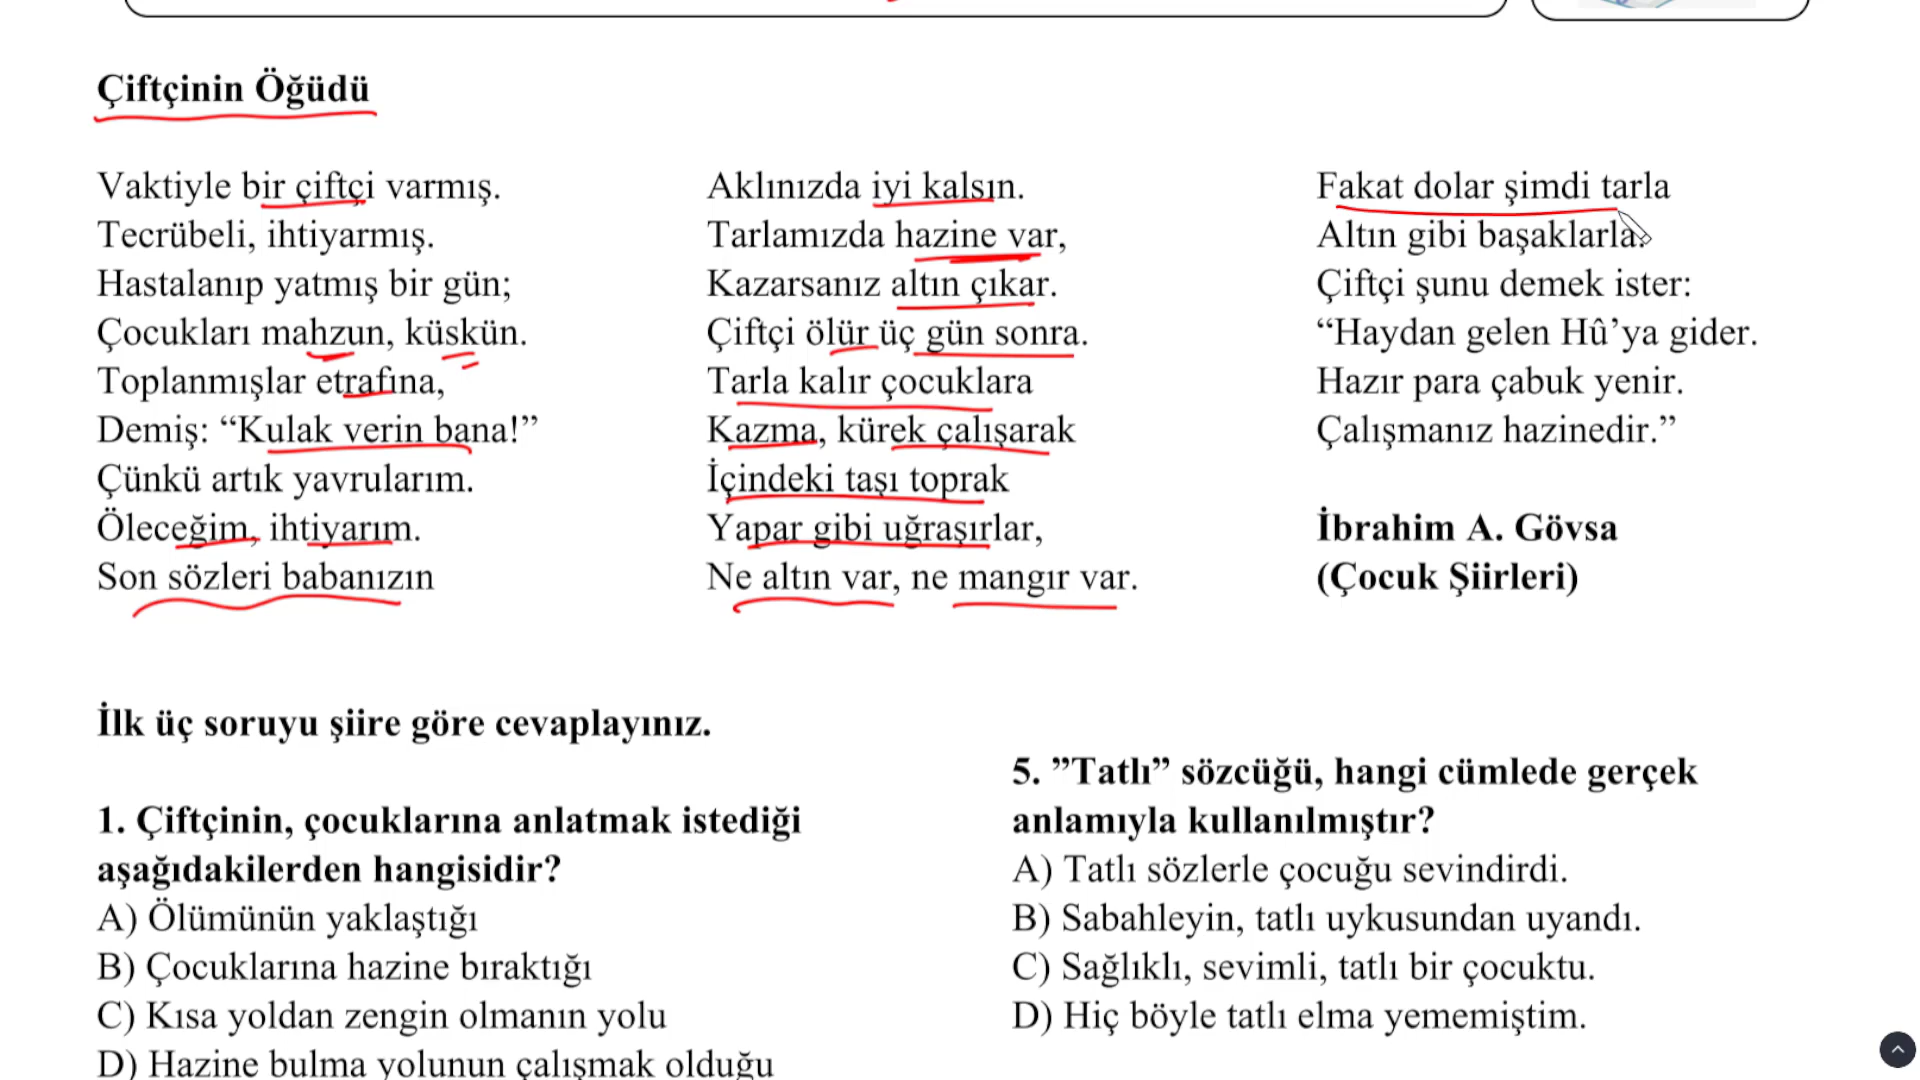 Çiftçinin Öğüdü
Vaktiyle bir çiftçi varmış.
Tecrübeli, ihtiyarmış.
Hastalanıp yatmış bir gün;
Çocukları mahzun, küskün.
Toplanmışlar etrafına,
Demiş: “Kulak verin bana!”
Çünkü artık yavrularım.
Öleceğim, ihtiyarım.
Son sözleri babanızın
Aklınızda iyi kalsın.
Tarlamızda hazine var,
Kazarsanız altın çıkar.
Çiftçi ölür üç gün sonra.
Tarla kalır çocuklara
Kazma, kürek çalışarak
İçindeki taşı toprak
Yapar gibi uğraşırlar,
Ne altın var, ne mangır var.
Fakat dolar şimdi tarla
Altın gibi başaklarla.
Çiftçi şunu demek ister:
“Haydan gelen Hû’ya gider.
Hazır para çabuk yenir.
Çalışmanız hazinedir.”
İbrahim A. Gövsa
(Çocuk Şiirleri)
İlk üç soruyu şiire göre cevaplayınız.
1. Çiftçinin, çocuklarına anlatmak istediği
aşağıdakilerden hangisidir?
A) Ölümünün yaklaştığı
B) Çocuklarına hazine bıraktığı
C) Kısa yoldan zengin olmanın yolu
D) Hazine bulma yolunun çalışmak olduğu
5. ”Tatlı” sözcüğü, hangi cümlede gerçek
anlamıyla kullanılmıştır?
A) Tatlı sözlerle çocuğu sevindirdi.
B) Sabahleyin, tatlı uykusundan uyandı.
C) Sağlıklı, sevimli, tatlı bir çocuktu.
D) Hiç böyle tatlı elma yememiştim.